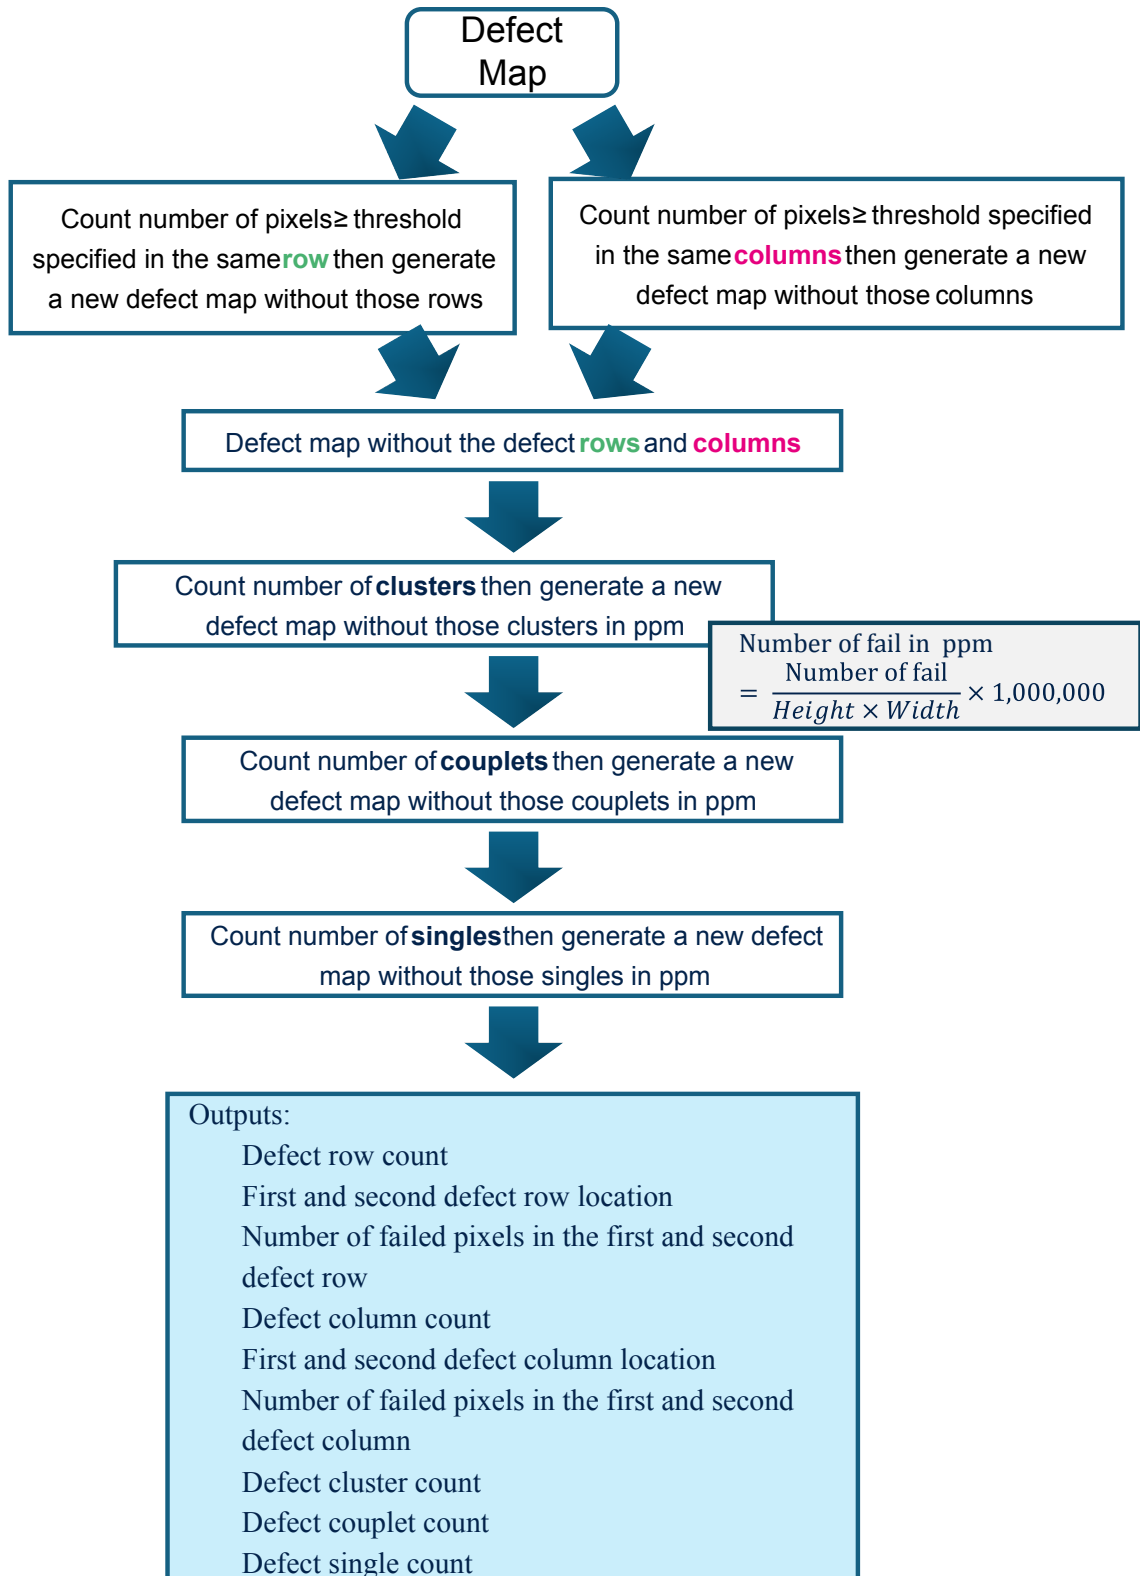 Defect
Map
Count number of pixels≥ threshold
specified in the same row then generate
a new defect map without those rows
Count number of pixels≥ threshold specified
in the same columns then generate a new
defect map without those columns
Defect map without the defect rows and columns
Count number of clusters then generate a new
defect map without those clusters in ppm
Number of fail in ppm
= Number of fail / Height × Width × 1,000,000
Count number of couplets then generate a new
defect map without those couplets in ppm
Count number of singles then generate a new defect
map without those singles in ppm
Outputs:
Defect row count
First and second defect row location
Number of failed pixels in the first and second
defect row
Defect column count
First and second defect column location
Number of failed pixels in the first and second
defect column
Defect cluster count
Defect couplet count
Defect single count